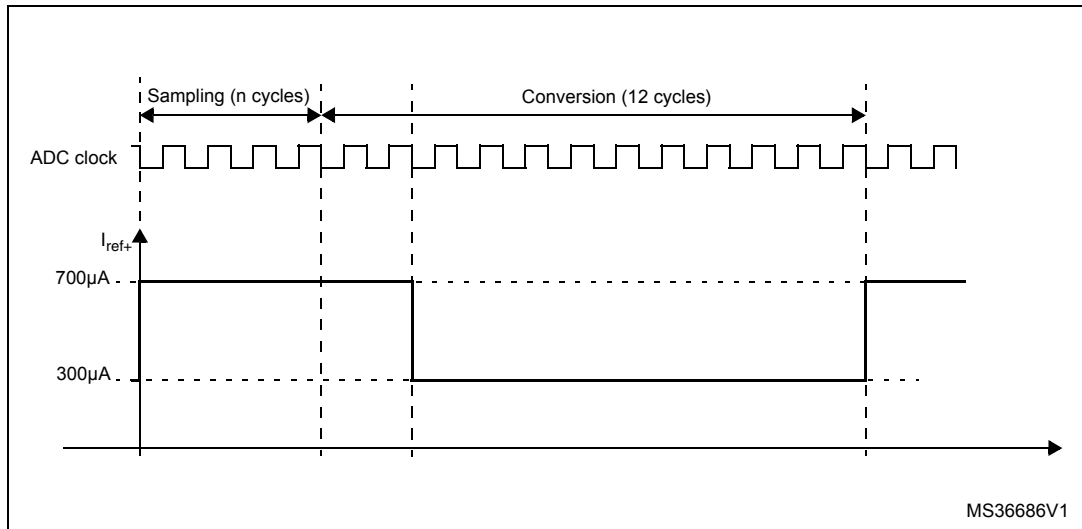 Sampling (n cycles)
Conversion (12 cycles)
ADC clock
Iref+
700µA
300µA
MS36686V1